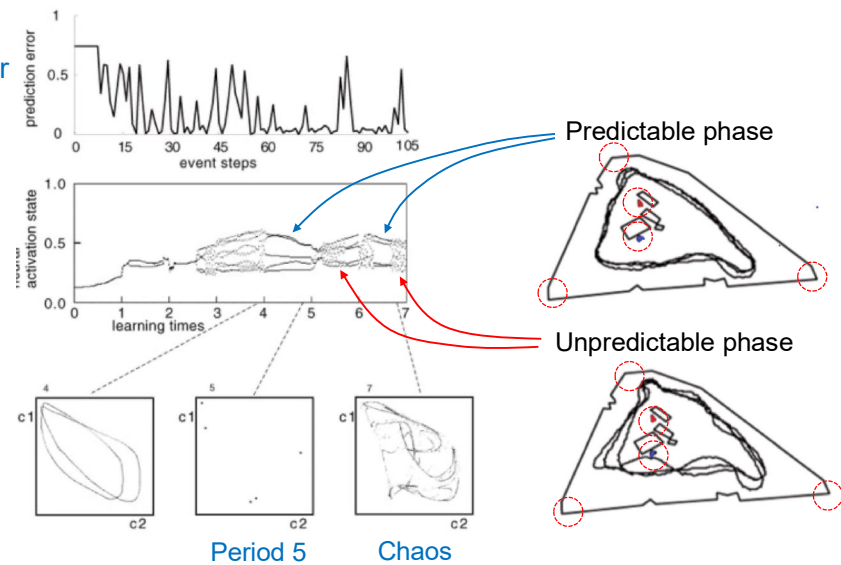 r
prediction error
1
0.5
0
0 15 30 45 60 75 90 105
event steps
activation state
1.0
0.5
0.0
0 1 2 3 4 5 6 7
learning times
Predictable phase
Unpredictable phase
4
c1
c2
5
c1
c2
7
c1
c2
Period 5
Chaos